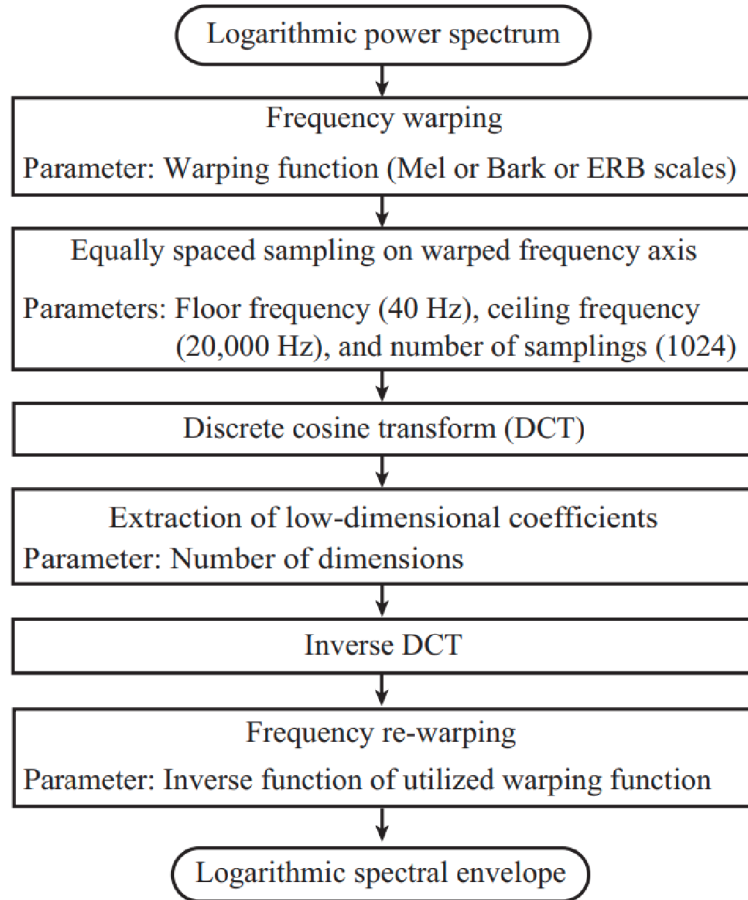 Logarithmic power spectrum
Frequency warping
Parameter: Warping function (Mel or Bark or ERB scales)
Equally spaced sampling on warped frequency axis
Parameters: Floor frequency (40 Hz), ceiling frequency
(20,000 Hz), and number of samplings (1024)
Discrete cosine transform (DCT)
Extraction of low-dimensional coefficients
Parameter: Number of dimensions
Inverse DCT
Frequency re-warping
Parameter: Inverse function of utilized warping function
Logarithmic spectral envelope